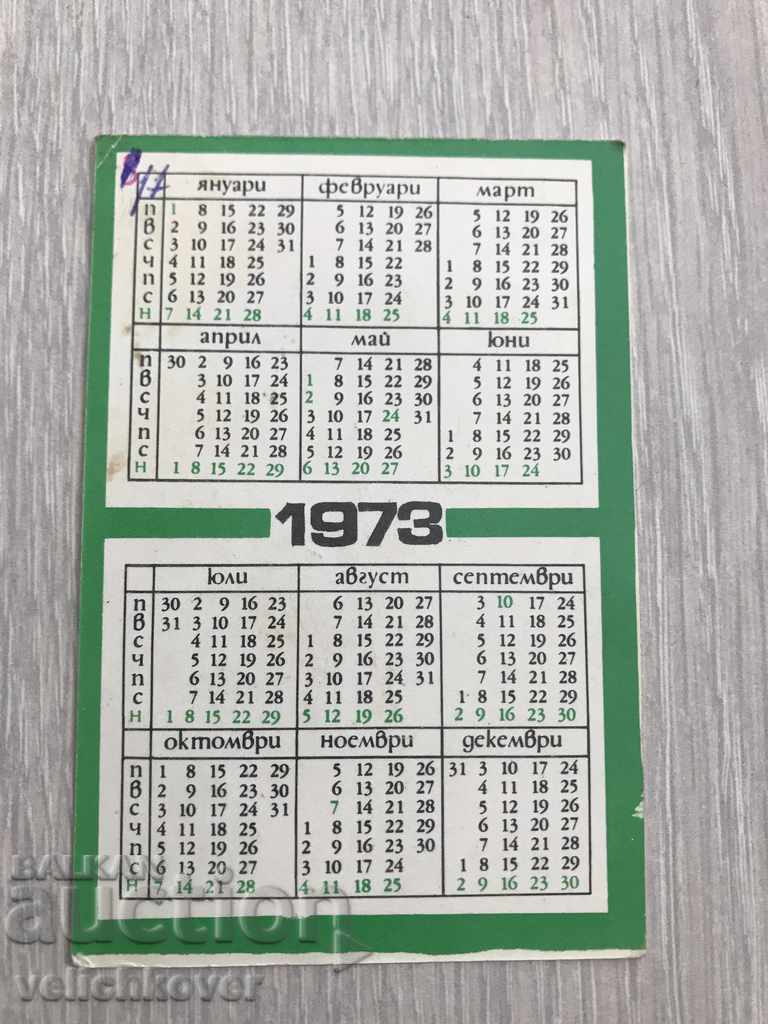 януари февруари март
п 1 8 15 22 29 5 12 19 26 5 12 19 26
в 2 9 16 23 30 6 13 20 27 6 13 20 27
с 3 10 17 24 31 7 14 21 28 7 14 21 28
ч 4 11 18 25 1 8 15 22 1 8 15 22 29
п 5 12 19 26 2 9 16 23 2 9 16 23 30
с 6 13 20 27 3 10 17 24 3 10 17 24 31
н 7 14 21 28 4 11 18 25 4 11 18 25
април май юни
п 30 2 9 16 23 7 14 21 28 4 11 18 25
в 3 10 17 24 1 8 15 22 29 5 12 19 26
с 4 11 18 25 2 9 16 23 30 6 13 20 27
ч 5 12 19 26 3 10 17 24 31 7 14 21 28
п 6 13 20 27 4 11 18 25 1 8 15 22 29
с 7 14 21 28 5 12 19 26 2 9 16 23 30
н 1 8 15 22 29 6 13 20 27 3 10 17 24
1973
юли август септември
п 30 2 9 16 23 6 13 20 27 3 10 17 24
в 31 3 10 17 24 7 14 21 28 4 11 18 25
с 4 11 18 25 1 8 15 22 29 5 12 19 26
ч 5 12 19 26 2 9 16 23 30 6 13 20 27
п 6 13 20 27 3 10 17 24 31 7 14 21 28
с 7 14 21 28 4 11 18 25 1 8 15 22 29
н 1 8 15 22 29 5 12 19 26 2 9 16 23 30
октомври ноември декември
п 1 8 15 22 29 5 12 19 26 31 3 10 17 24
в 2 9 16 23 30 6 13 20 27 4 11 18 25
с 3 10 17 24 31 7 14 21 28 5 12 19 26
ч 4 11 18 25 1 8 15 22 29 6 13 20 27
п 5 12 19 26 2 9 16 23 30 7 14 21 28
с 6 13 20 27 3 10 17 24 1 8 15 22 29
н 7 14 21 28 4 11 18 25 2 9 16 23 30
BALKAN
auction
velichkover